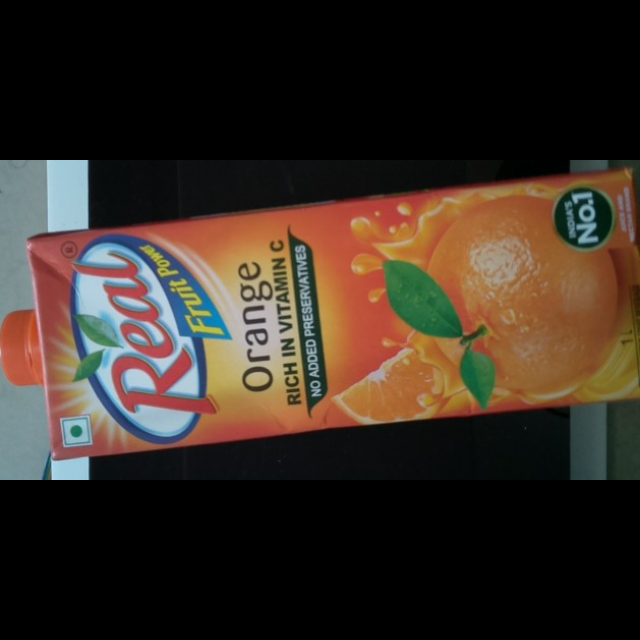 Real
Fruit Power
Orange
RICH IN VITAMIN C
NO ADDED PRESERVATIVES
INDIA'S
No.1